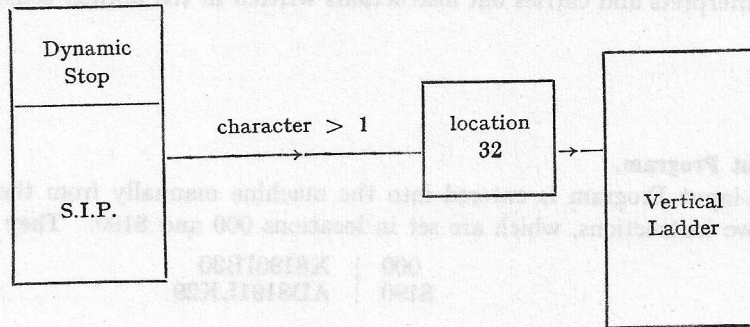 Dynamic
Stop
S.I.P.
character > 1
location
32
Vertical
Ladder